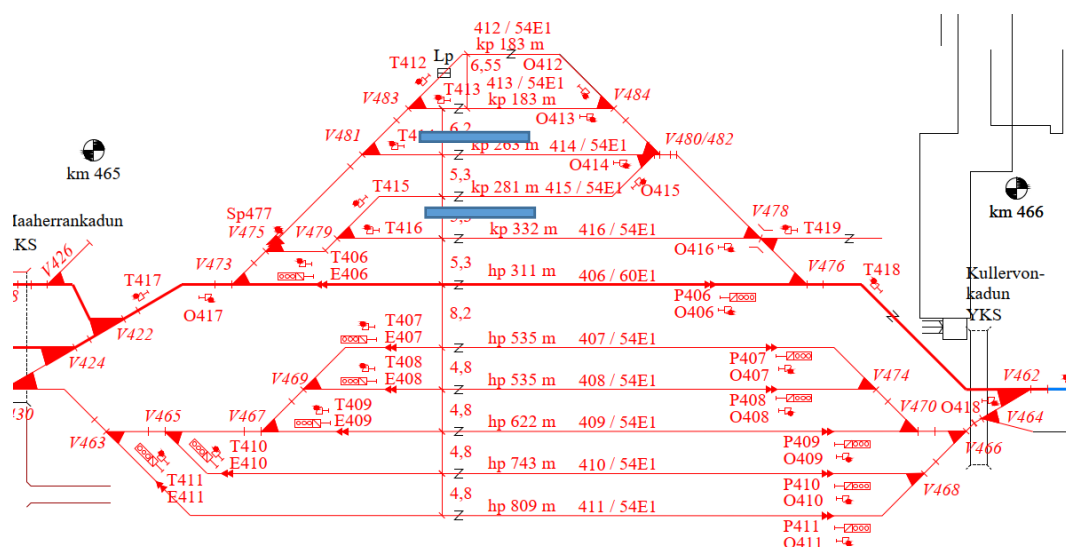 412 / 54E1
kp 183 m
Lp
T412
6,55
O412
413 / 54E1
T413
kp 183 m
V483
V484
O413
6,2
V481
V480/482
kp 263 m
414 / 54E1
km 465
O414
5,3
T415
kp 281 m
415 / 54E1
O415
km 466
Sp477
V475
V479
T416
kp 332 m
416 / 54E1
V478
T419
O416
YKS
V426
V473
T406
E406
5,3
hp 311 m
406 / 60E1
V476
T418
Kullervon-
kadun
YKS
T417
O417
P406
O406
V422
8,2
T407
E407
V424
hp 535 m
407 / 54E1
P407
O407
T408
E408
4,8
V469
hp 535 m
408 / 54E1
V474
V462
P408
O408
O418
V464
T409
E409
4,8
V465
V467
V463
hp 622 m
409 / 54E1
V470
V466
P409
O409
T410
E410
4,8
T411
E411
hp 743 m
410 / 54E1
V468
P410
O410
4,8
hp 809 m
411 / 54E1
P411
O411